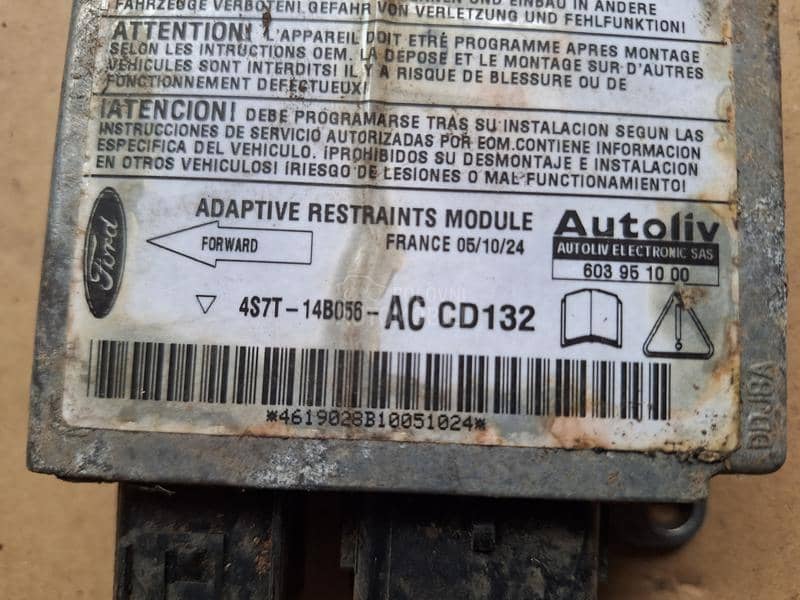 FAHRZEUGE VERBOTEN! GEFAHR VON VERLETZUNG UND FEHLFUNKTION!
ATTENTION! L'APPAREIL DOIT ETRÉ PROGRAMME APRES MONTAGE
SELON LES INTRUCTIONS OEM. LA DÉPOSE ET LE MONTAGE SUR D'AUTRES
VEHICULES SONT INTERDITS! IL Y A RISQUE DE BLESSURE OU DE
FONCTIONNEMENT DEFECTUEUX!
¡ATENCION! DEBE PROGRAMARSE TRAS SU INSTALACION SEGUN LAS
INSTRUCCIONES DE SERVICIO AUTORIZADAS POR EOM.CONTIENE INFORMACION
ESPECIFICA DEL VEHICULO. ¡PROHIBIDOS SU DESMONTAJE E INSTALACION
EN OTROS VEHICULOS! ¡RIESGO DE LESIONES O MAL FUNCIONAMIENTO!
ADAPTIVE RESTRAINTS MODULE
Autoliv
Ford
FORWARD
FRANCE 05/10/24
AUTOLIV ELECTRONIC SAS
603 95 10 00
4S7T-14B056-AC CD132
*4619028B10051024*